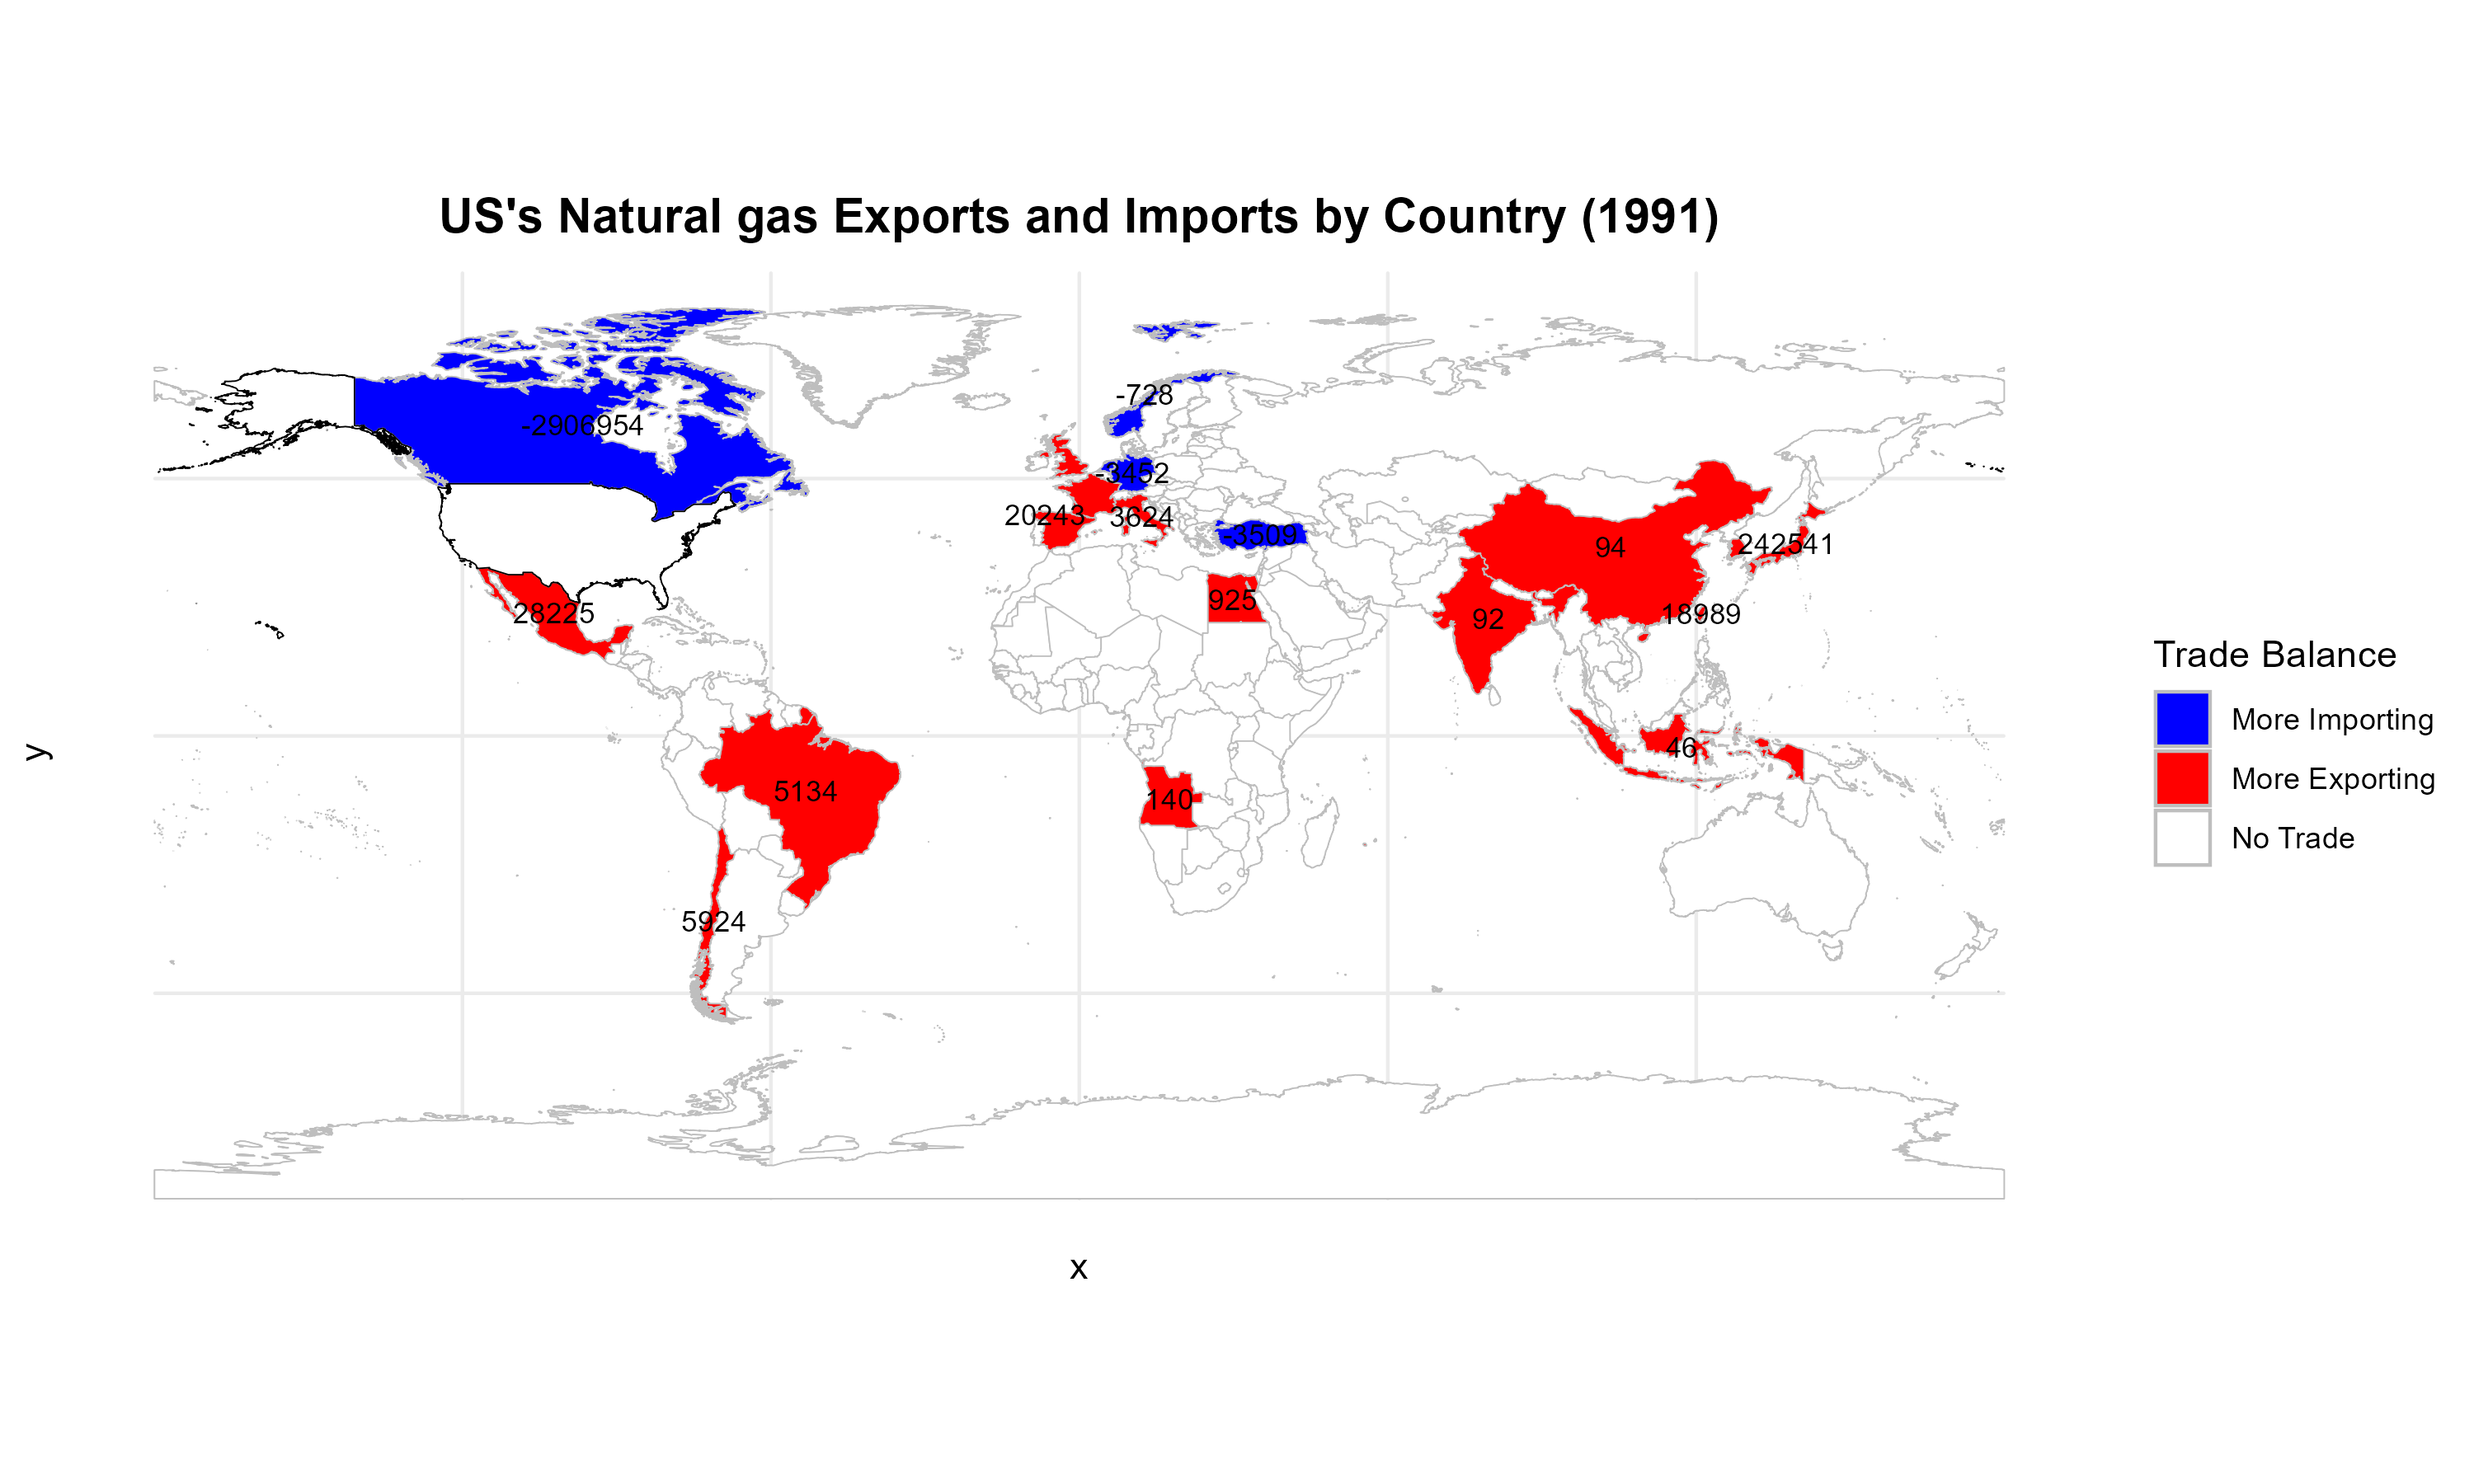 US's Natural gas Exports and Imports by Country (1991)
-728
-2906954
-3452
20243
3624
-3509
94
242541
925
28225
92
18989
46
5134
140
5924
y
x
Trade Balance
More Importing
More Exporting
No Trade